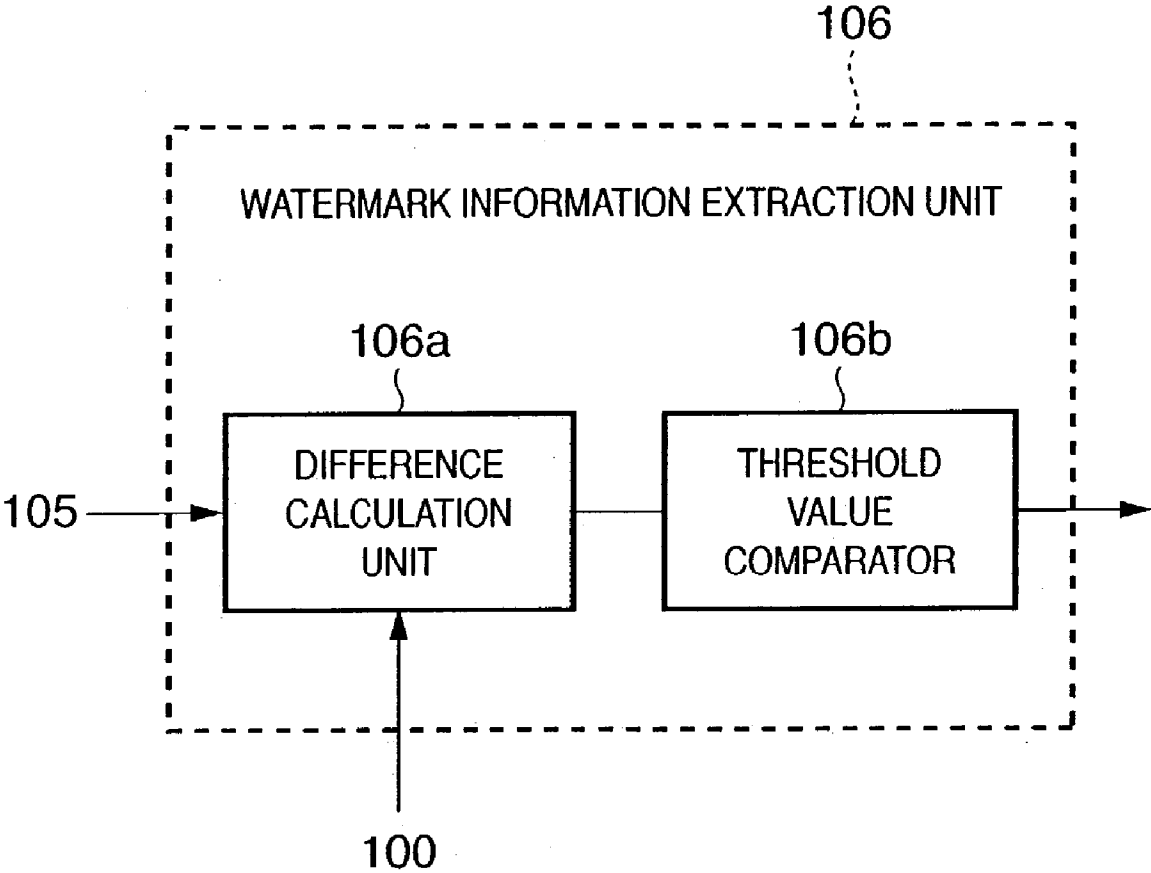 106
WATERMARK INFORMATION EXTRACTION UNIT
106a
106b
DIFFERENCE
CALCULATION
UNIT
THRESHOLD
VALUE
COMPARATOR
105
100